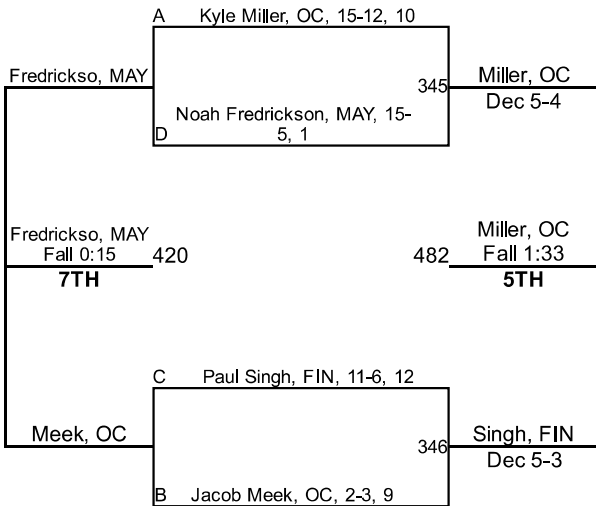 A Kyle Miller, OC, 15-12, 10
Fredrickso, MAY
345
Miller, OC
Dec 5-4
Noah Fredrickson, MAY, 15-
D 5, 1
Fredrickso, MAY
Fall 0:15
420
7TH
482
Miller, OC
Fall 1:33
5TH
C Paul Singh, FIN, 11-6, 12
Meek, OC
346
Singh, FIN
Dec 5-3
B Jacob Meek, OC, 2-3, 9